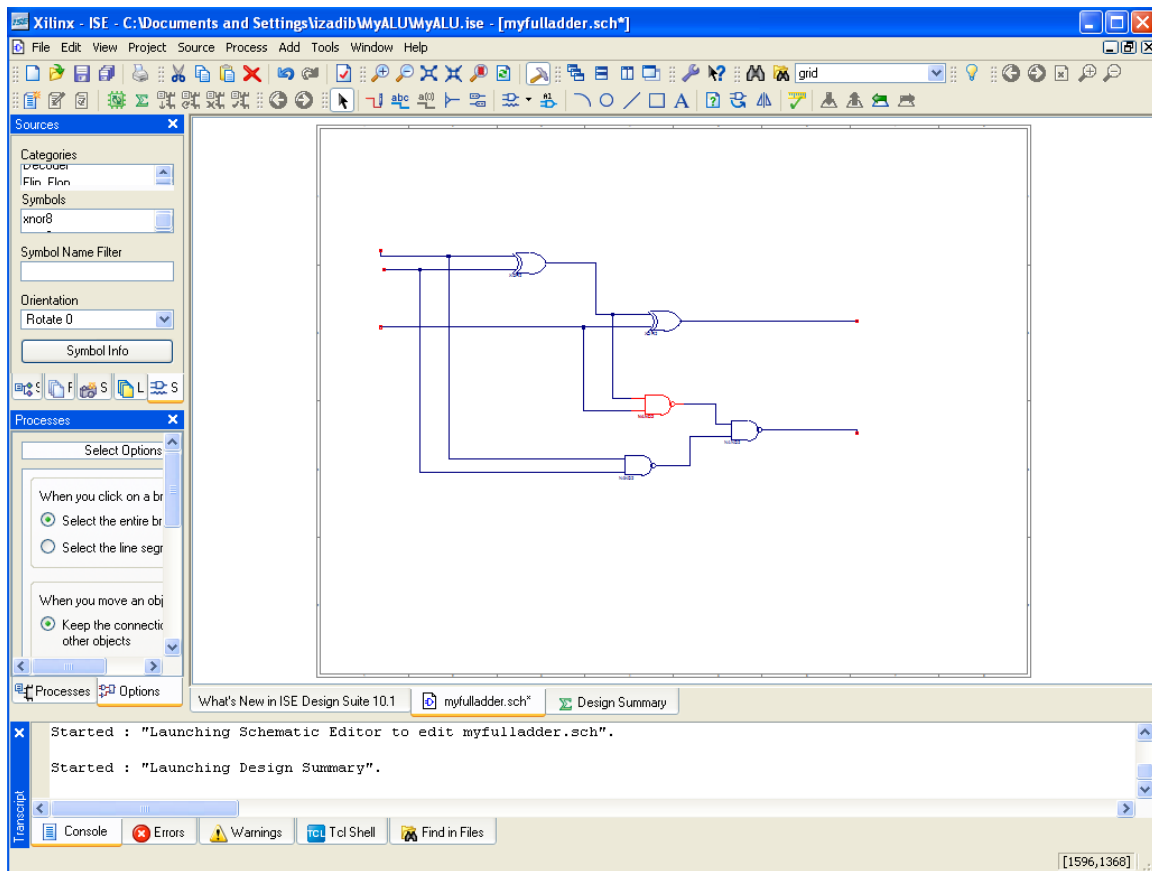 ISE Xilinx - ISE - C:\Documents and Settings\izadib\MyALU\MyALU.ise - [myfulladder.sch*]
File Edit View Project Source Process Add Tools Window Help
grid
abc A
Sources
Categories
Decoder
Flip_Flop
Symbols
xnor8
Symbol Name Filter
Orientation
Rotate 0
Symbol Info
S F S L S
Processes
Select Options
When you click on a br
Select the entire br
Select the line segr
When you move an obj
Keep the connectic
other objects
Processes Options
What's New in ISE Design Suite 10.1 myfulladder.sch* Design Summary
Started : "Launching Schematic Editor to edit myfulladder.sch".
Started : "Launching Design Summary".
Transcript
Console Errors Warnings TCL Tcl Shell Find in Files
[1596,1368]